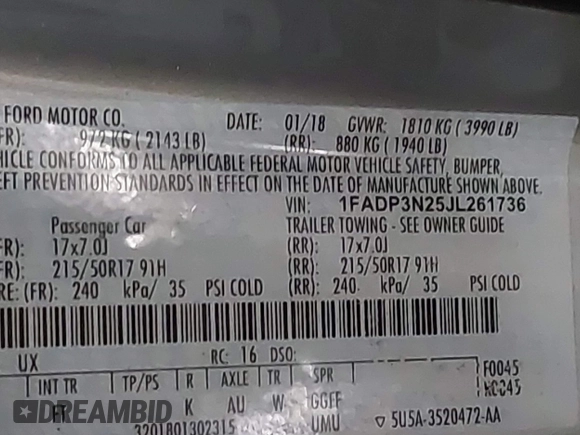 FORD MOTOR CO. DATE: 01/18 GVWR: 1810 KG ( 3990 LB)
FR): 972 KG ( 2143 LB) (RR): 880 KG ( 1940 LB)
HICLE CONFORMS TO ALL APPLICABLE FEDERAL MOTOR VEHICLE SAFETY, BUMPER,
EFT PREVENTION STANDARDS IN EFFECT ON THE DATE OF MANUFACTURE SHOWN ABOVE.
VIN: 1FADP3N25JL261736
Passenger Car TRAILER TOWING - SEE OWNER GUIDE
FR): 17x7.0J (RR): 17x7.0J
FR): 215/50R17 91H (RR): 215/50R17 91H
RE: (FR): 240 kPa/ 35 PSI COLD (RR): 240 kPa/ 35 PSI COLD
UX RC: 16 DSO:
INT TR TP/PS R AXLE TR SPR F0045
K AU W GGFF
DREAMBID 3201801302315 UMU 5U5A-3520472-AA